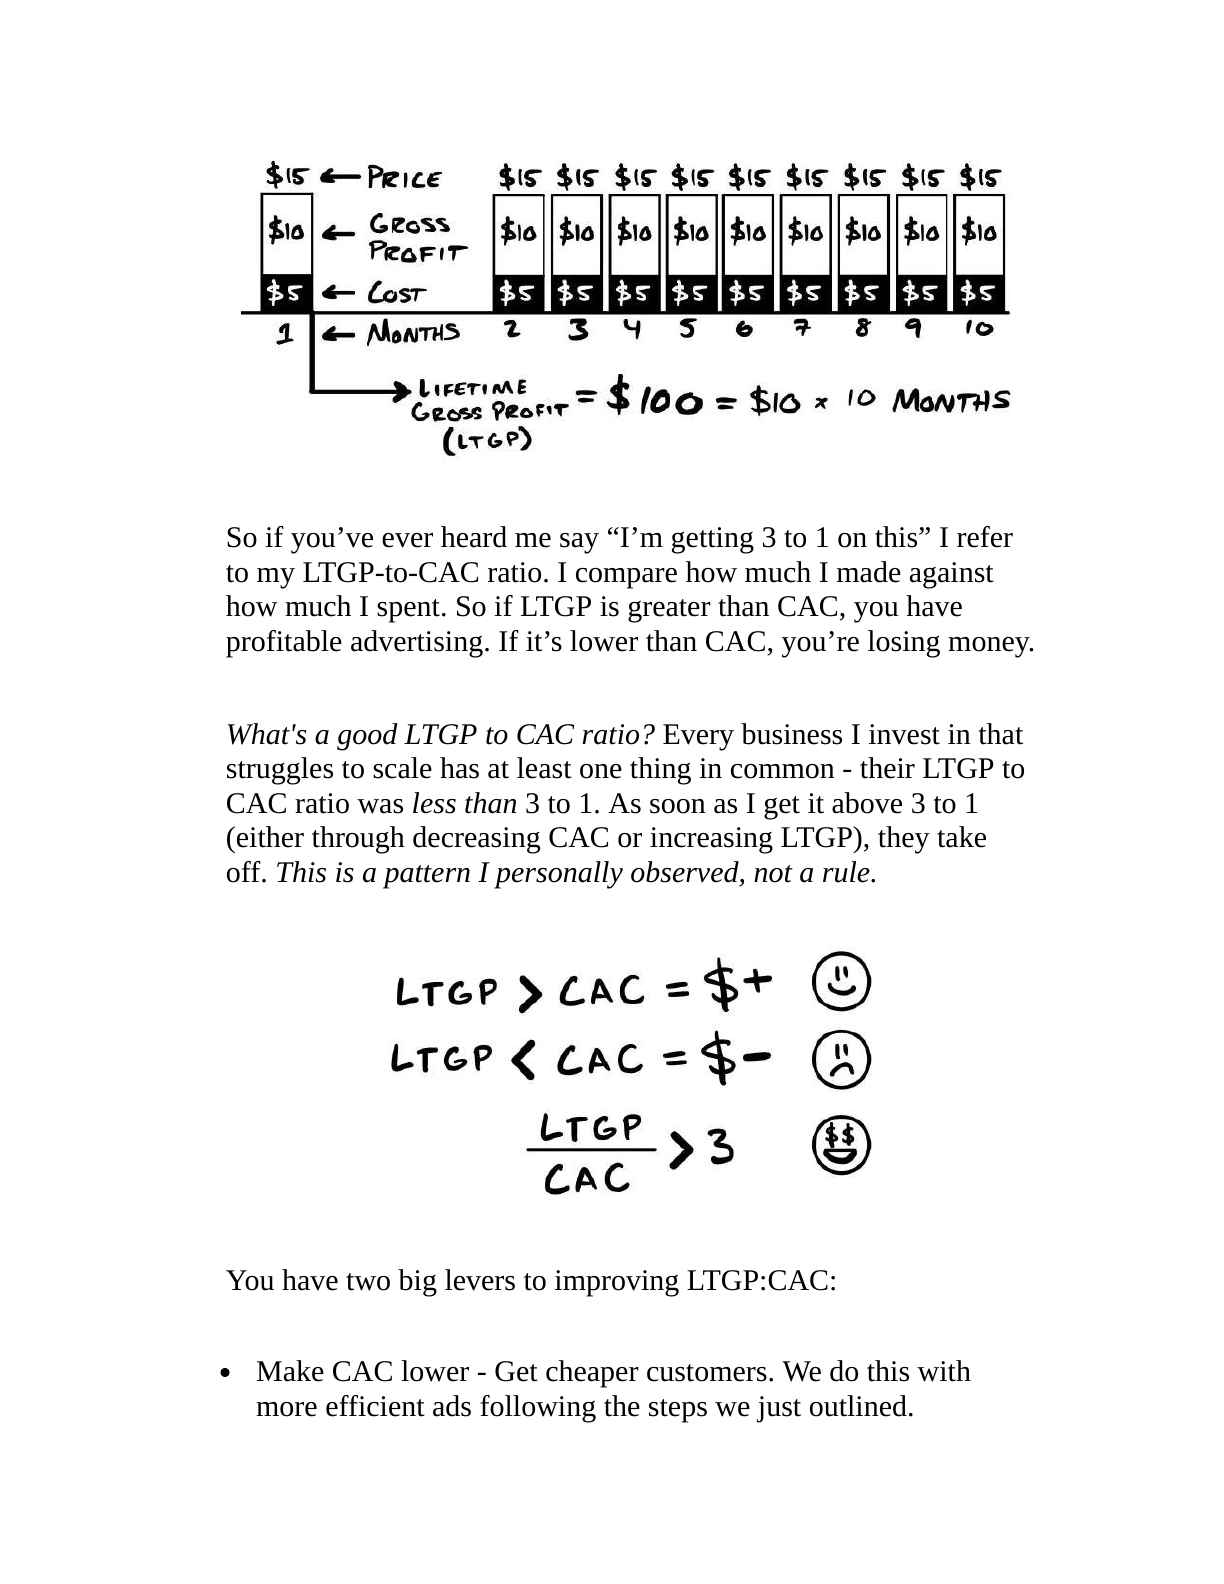 $15 ← PRICE $15 $15 $15 $15 $15 $15 $15 $15 $15
$10 ← GROSS PROFIT $10 $10 $10 $10 $10 $10 $10 $10 $10
$5 ← COST $5 $5 $5 $5 $5 $5 $5 $5 $5
1 ← MONTHS 2 3 4 5 6 7 8 9 10
LIFETIME
GROSS PROFIT = $100 = $10 x 10 MONTHS
(LTGP)
So if you’ve ever heard me say “I’m getting 3 to 1 on this” I refer
to my LTGP-to-CAC ratio. I compare how much I made against
how much I spent. So if LTGP is greater than CAC, you have
profitable advertising. If it’s lower than CAC, you’re losing money.
What's a good LTGP to CAC ratio? Every business I invest in that
struggles to scale has at least one thing in common - their LTGP to
CAC ratio was less than 3 to 1. As soon as I get it above 3 to 1
(either through decreasing CAC or increasing LTGP), they take
off. This is a pattern I personally observed, not a rule.
LTGP > CAC = $+
LTGP < CAC = $-
LTGP
CAC > 3
$$
You have two big levers to improving LTGP:CAC:
• Make CAC lower - Get cheaper customers. We do this with
more efficient ads following the steps we just outlined.